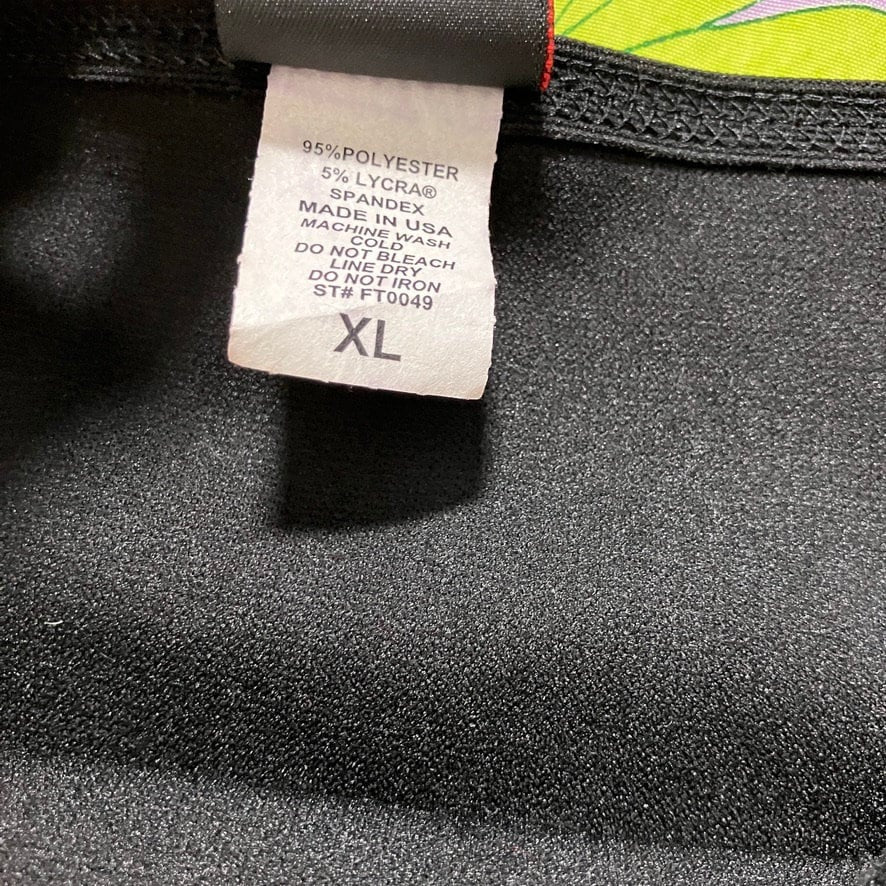 95%POLYESTER
5% LYCRA®
SPANDEX
MADE IN USA
MACHINE WASH
COLD
DO NOT BLEACH
LINE DRY
DO NOT IRON
ST# FT0049
XL